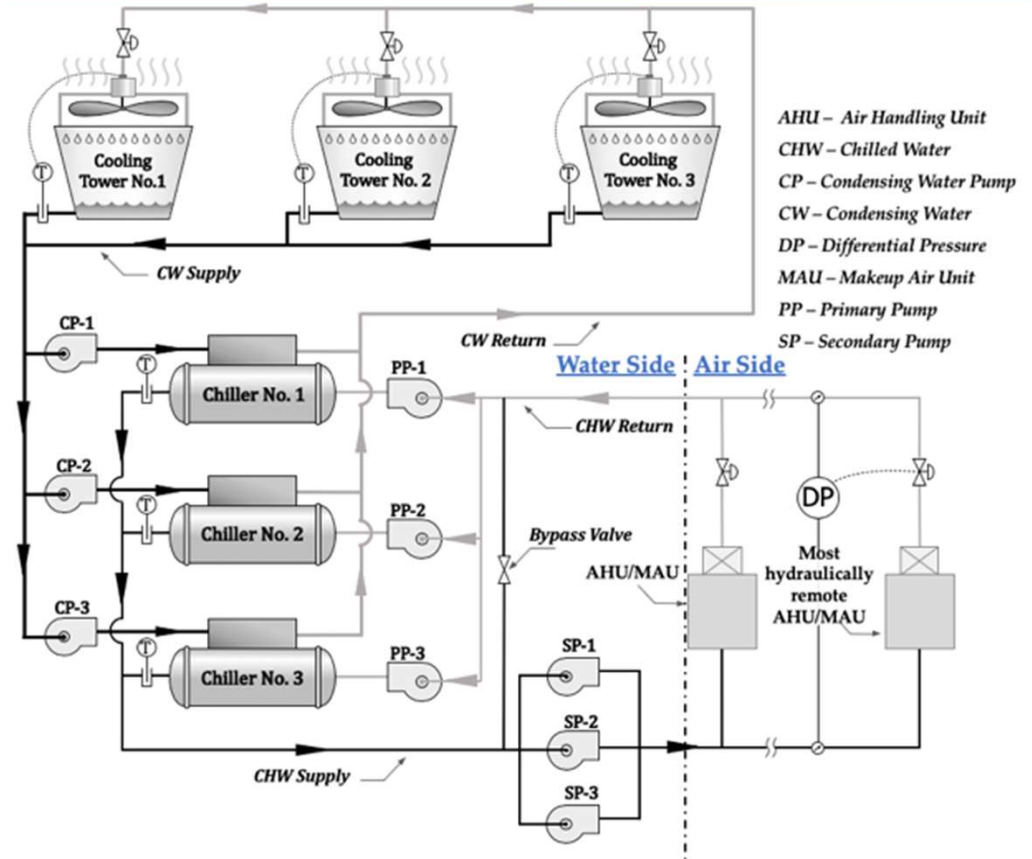 Cooling
Tower No.1
Cooling
Tower No. 2
Cooling
Tower No. 3
T
T
T
AHU – Air Handling Unit
CHW – Chilled Water
CP – Condensing Water Pump
CW – Condensing Water
DP – Differential Pressure
MAU – Makeup Air Unit
PP – Primary Pump
SP – Secondary Pump
CW Supply
CW Return
Water Side
Air Side
CP-1
T
Chiller No. 1
PP-1
CHW Return
CP-2
T
Chiller No. 2
PP-2
Bypass Valve
DP
AHU/MAU
Most
hydraulically
remote
AHU/MAU
CP-3
T
Chiller No. 3
PP-3
SP-1
SP-2
SP-3
CHW Supply